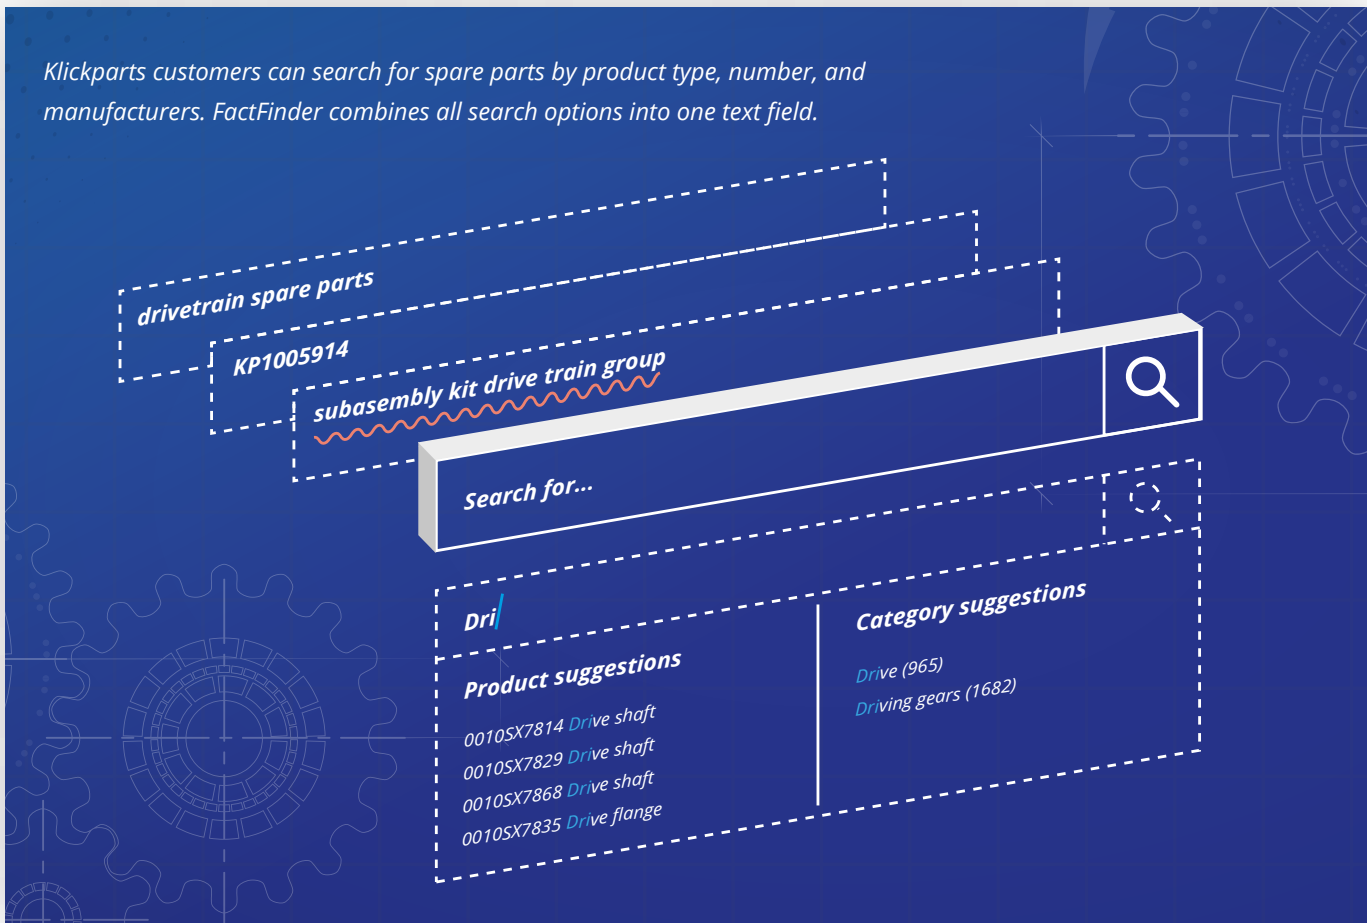 Klickparts customers can search for spare parts by product type, number, and
manufacturers. FactFinder combines all search options into one text field.
drivetrain spare parts
KP1005914
subasembly kit drive train group
Search for...
Dri
Product suggestions
0010SX7814 Drive shaft
0010SX7829 Drive shaft
0010SX7868 Drive shaft
0010SX7835 Drive flange
Category suggestions
Drive (965)
Driving gears (1682)